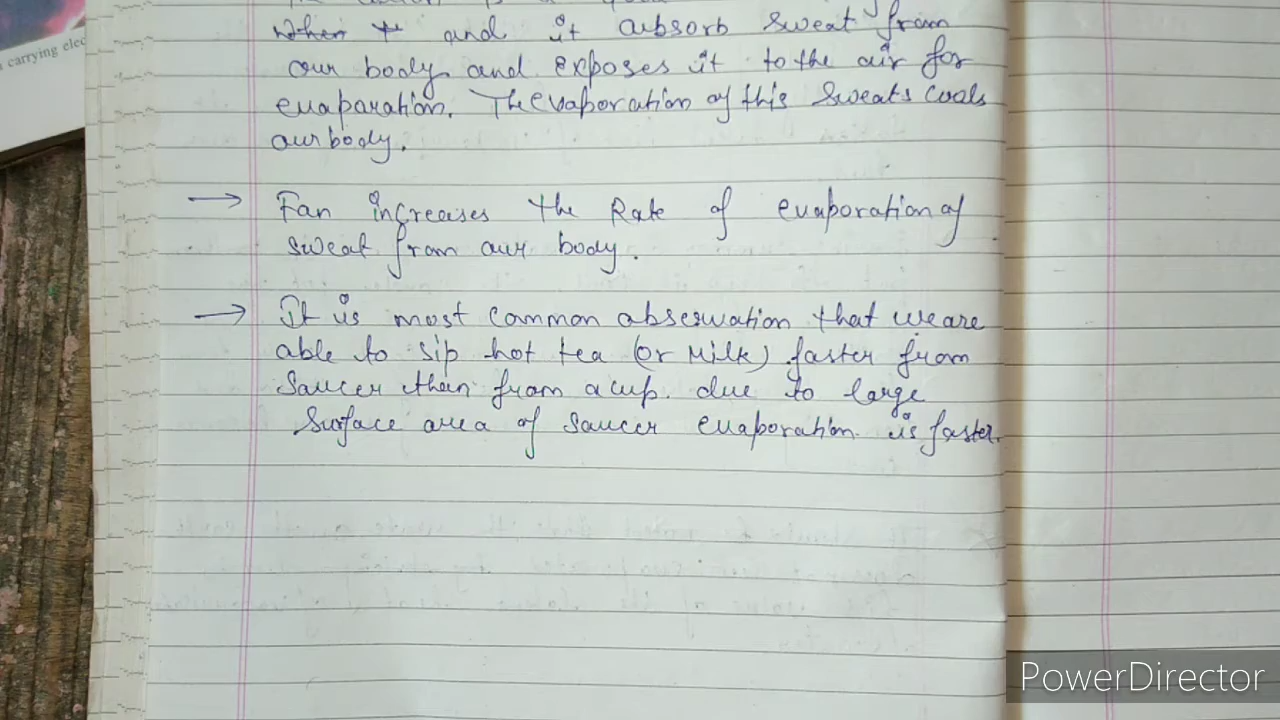 carrying elec
When and it absorb sweat from
our body and exposes it to the air for
evaparation. The evaporation of this sweats cools
our body.
→ Fan increases the Rate of evaporation of
sweat from our body.
→ It is most common observation that we are
able to sip hot tea (or Milk) faster from
Saucer than from a cup. due to large
Surface area of Saucer evaporation is faster.
PowerDirector